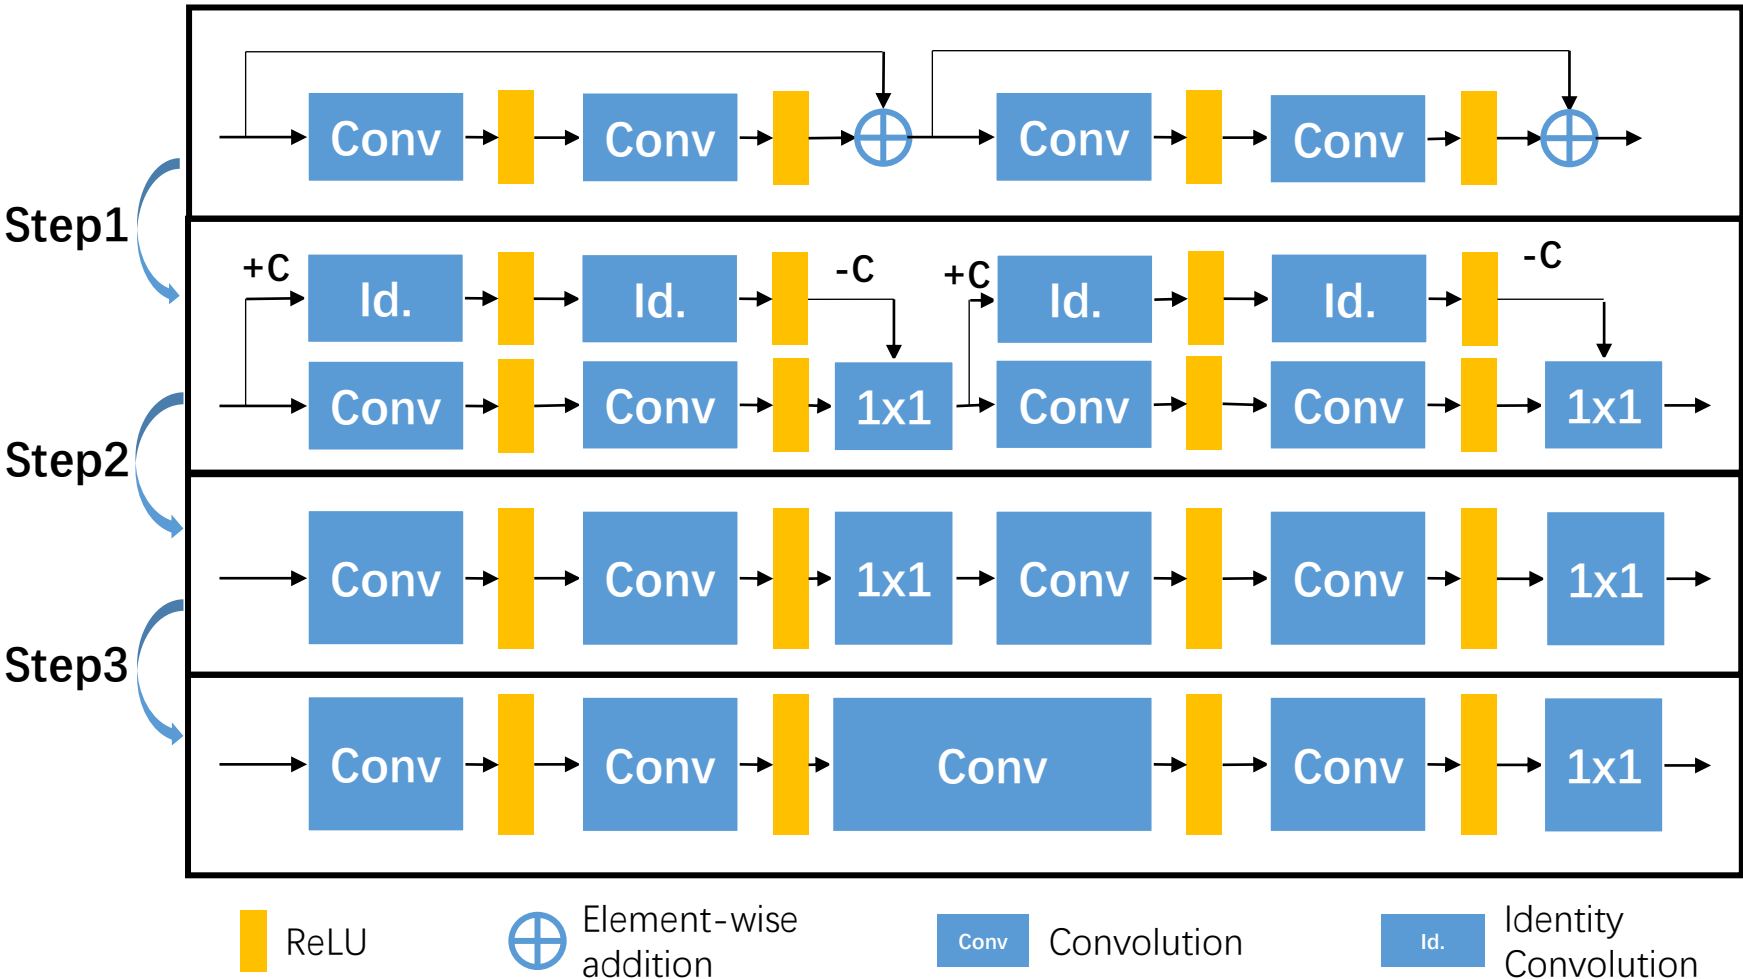 Conv Conv Conv Conv
Step1
+C -C +C -C
Id. Id. Id. Id.
Conv Conv 1x1 Conv Conv 1x1
Step2
Conv Conv 1x1 Conv Conv 1x1
Step3
Conv Conv Conv Conv 1x1
ReLU
Element-wise
addition
Conv Convolution
Id.
Identity
Convolution